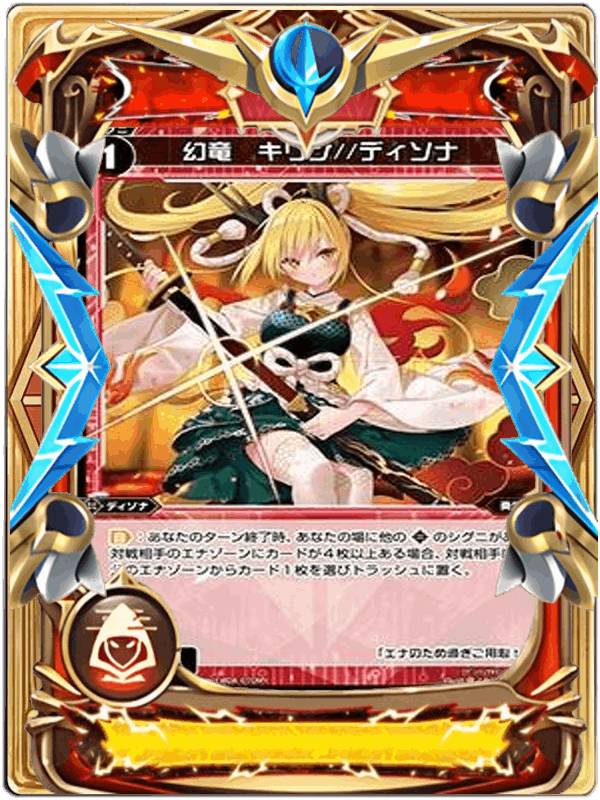 1
幻竜 キリン//ディソナ
ディソナ
:あなたのターン終了時、あなたの場に他の のシグニがあ
対戦相手のエナゾーンにカードが4枚以上ある場合、対戦相手
のエナゾーンからカード1枚を選びトラッシュに置く。
「エナのため過ぎご用